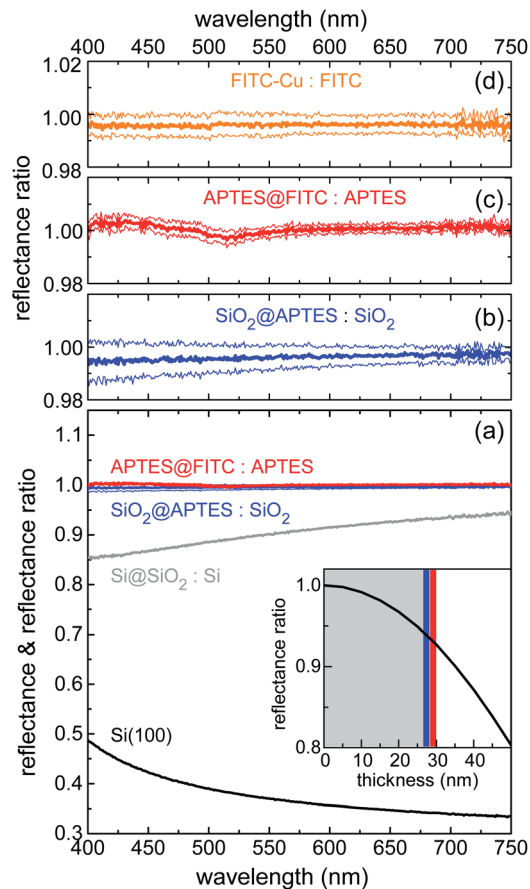 wavelength (nm)
400 450 500 550 600 650 700 750
1.02
FITC-Cu : FITC
(d)
1.00
0.98
0.98
APTES@FITC : APTES
(c)
1.00
0.98
reflectance ratio
SiO2@APTES : SiO2
(b)
1.00
0.98
(a)
1.1
APTES@FITC : APTES
1.0
SiO2@APTES : SiO2
0.9
Si@SiO2 : Si
0.8
0.7
0.6
0.5
0.4
0.3
reflectance & reflectance ratio
Si(100)
1.0
0.9
0.8
reflectance ratio
0 10 20 30 40
thickness (nm)
400 450 500 550 600 650 700 750
wavelength (nm)